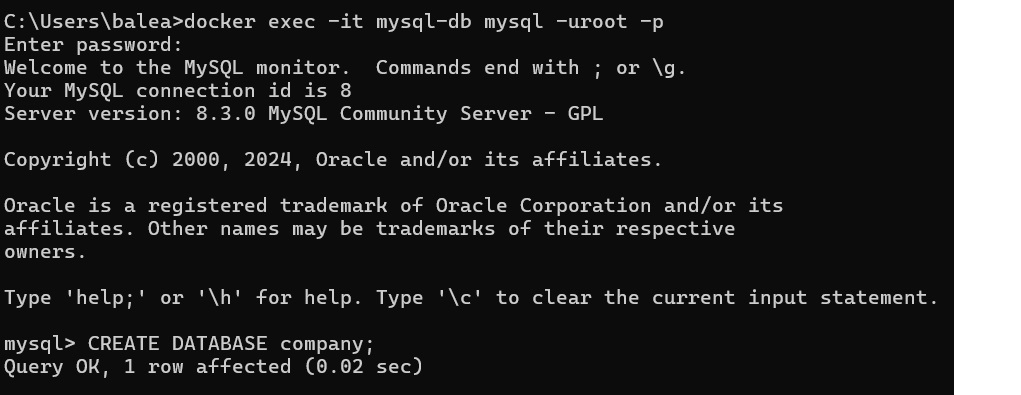 C:\Users\balea>docker exec -it mysql-db mysql -uroot -p
Enter password:
Welcome to the MySQL monitor.  Commands end with ; or \g.
Your MySQL connection id is 8
Server version: 8.3.0 MySQL Community Server - GPL
Copyright (c) 2000, 2024, Oracle and/or its affiliates.
Oracle is a registered trademark of Oracle Corporation and/or its
affiliates. Other names may be trademarks of their respective
owners.
Type 'help;' or '\h' for help. Type '\c' to clear the current input statement.
mysql> CREATE DATABASE company;
Query OK, 1 row affected (0.02 sec)